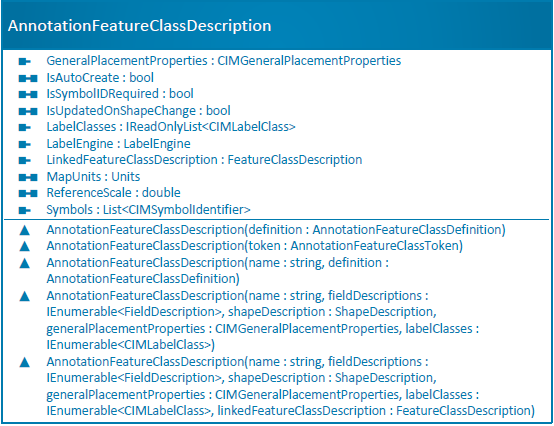 AnnotationFeatureClassDescription
GeneralPlacementProperties : CIMGeneralPlacementProperties
IsAutoCreate : bool
IsSymbolIDRequired : bool
IsUpdatedOnShapeChange : bool
LabelClasses : IReadOnlyList<CIMLabelClass>
LabelEngine : LabelEngine
LinkedFeatureClassDescription : FeatureClassDescription
MapUnits : Units
ReferenceScale : double
Symbols : List<CIMSymbolIdentifier>
AnnotationFeatureClassDescription(definition : AnnotationFeatureClassDefinition)
AnnotationFeatureClassDescription(token : AnnotationFeatureClassToken)
AnnotationFeatureClassDescription(name : string, definition :
AnnotationFeatureClassDefinition)
AnnotationFeatureClassDescription(name : string, fieldDescriptions :
IEnumerable<FieldDescription>, shapeDescription : ShapeDescription,
generalPlacementProperties : CIMGeneralPlacementProperties, labelClasses :
IEnumerable<CIMLabelClass>)
AnnotationFeatureClassDescription(name : string, fieldDescriptions :
IEnumerable<FieldDescription>, shapeDescription : ShapeDescription,
generalPlacementProperties : CIMGeneralPlacementProperties, labelClasses :
IEnumerable<CIMLabelClass>, linkedFeatureClassDescription : FeatureClassDescription)